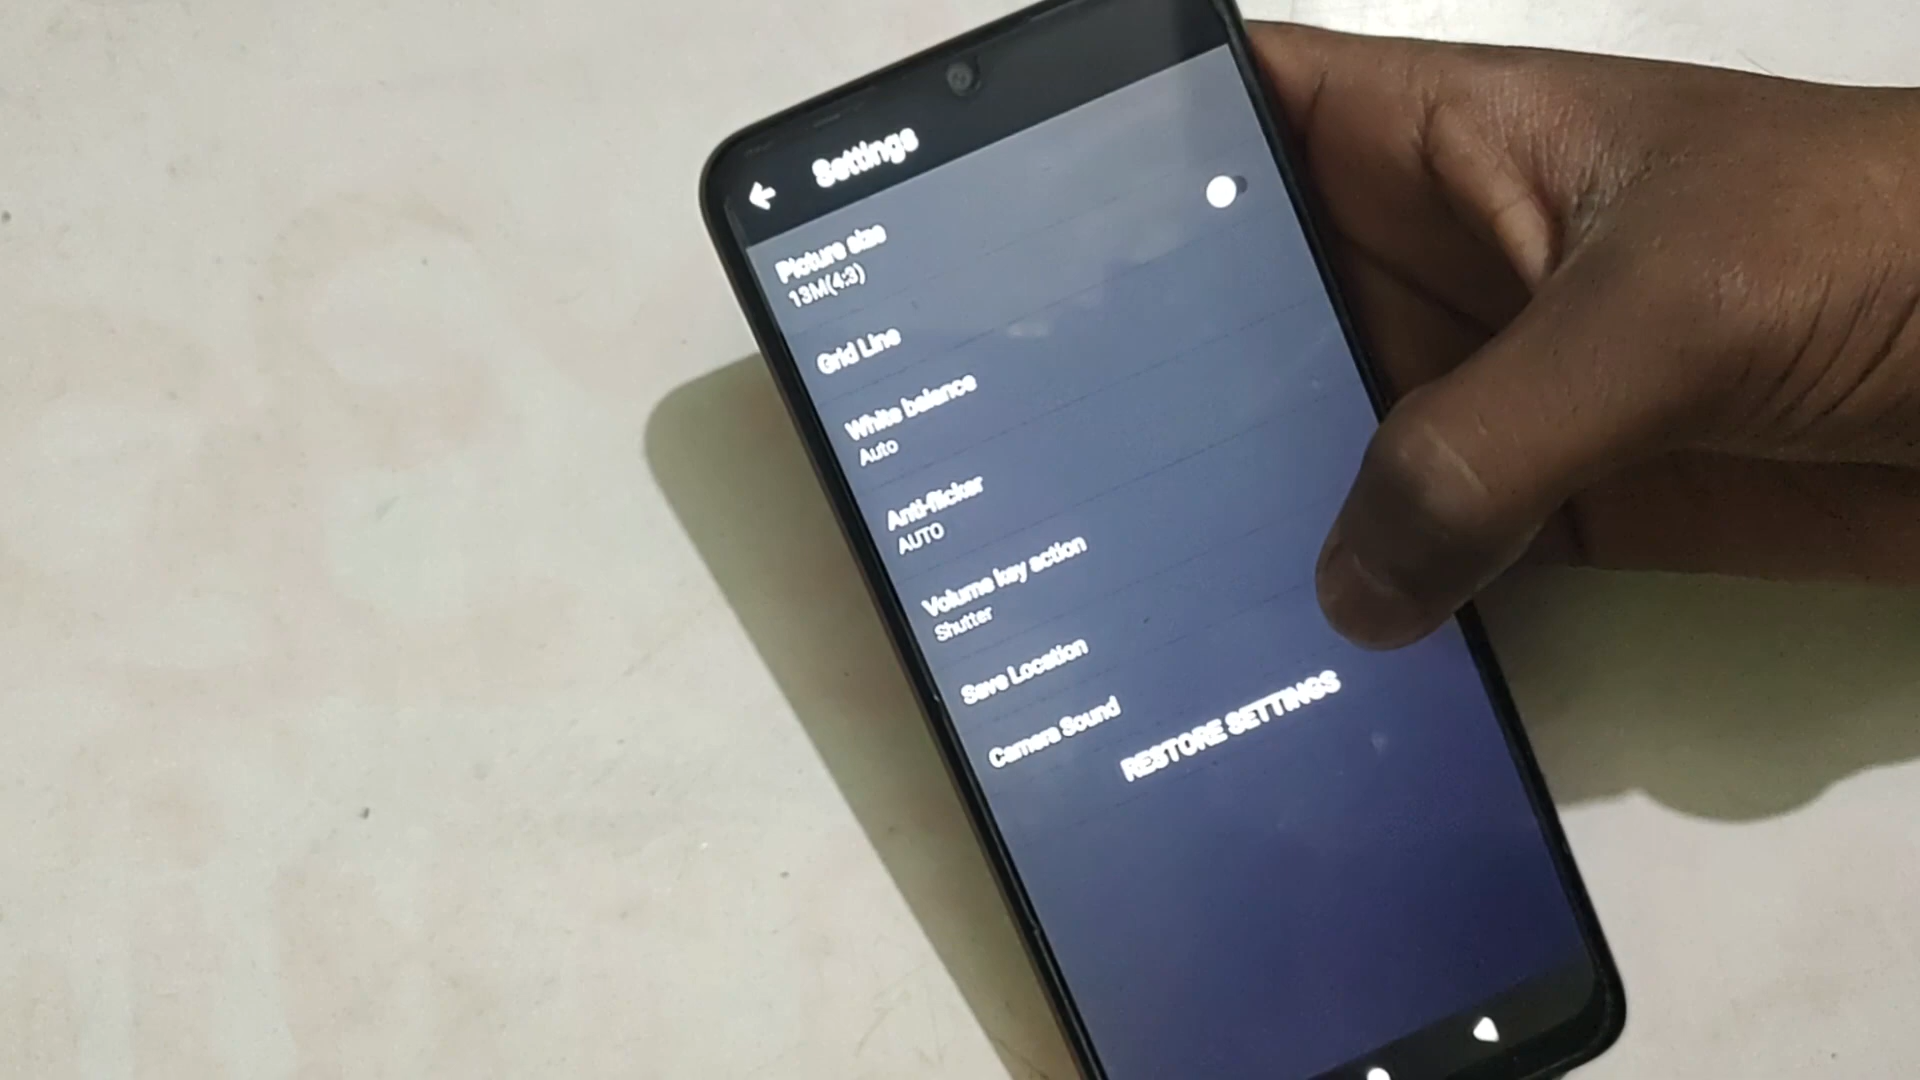 Settings
Picture size
13M(4:3)
Grid Line
White balance
Auto
Anti-flicker
AUTO
Volume key action
Shutter
Save Location
Camera Sound
RESTORE SETTINGS